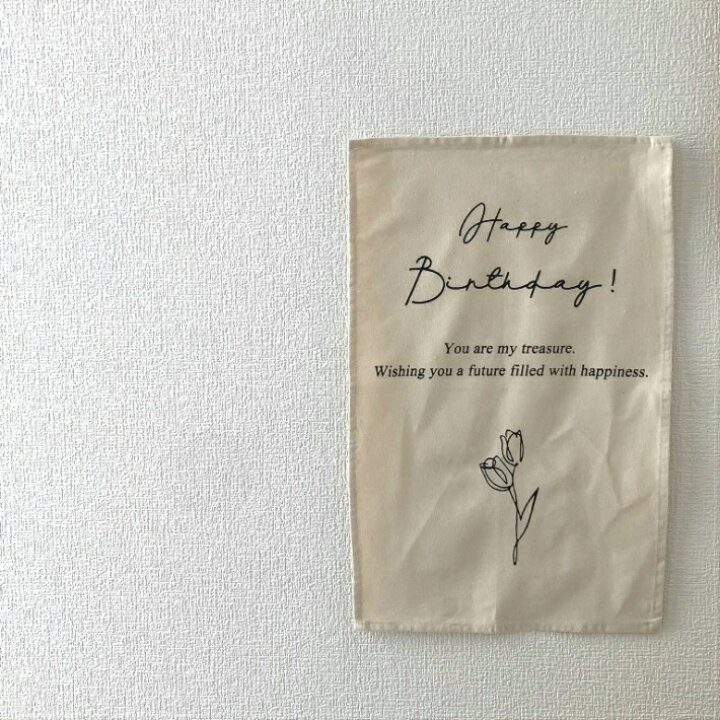 Happy
Birthday!
You are my treasure.
Wishing you a future filled with happiness.